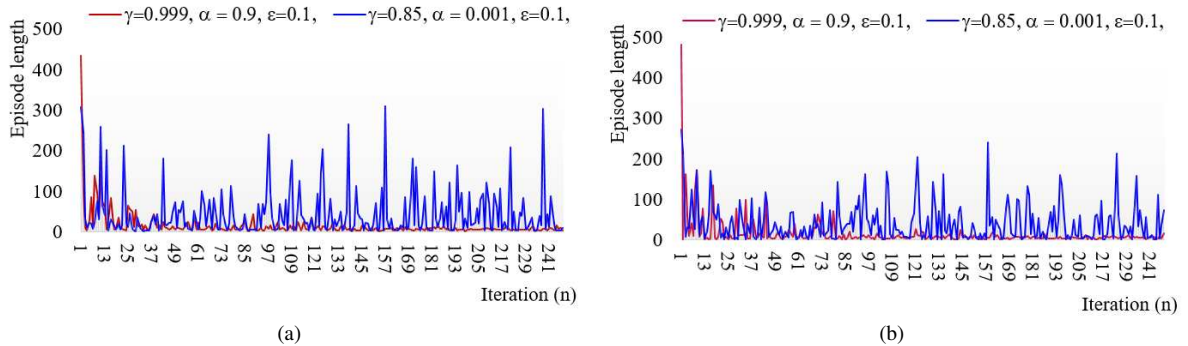 γ=0.999, α = 0.9, ε=0.1, γ=0.85, α = 0.001, ε=0.1,
Episode length
500
400
300
200
100
0
1 13 25 37 49 61 73 85 97 109 121 133 145 157 169 181 193 205 217 229 241
Iteration (n)
(a)
γ=0.999, α = 0.9, ε=0.1, γ=0.85, α = 0.001, ε=0.1,
Episode length
500
400
300
200
100
0
1 13 25 37 49 61 73 85 97 109 121 133 145 157 169 181 193 205 217 229 241
Iteration (n)
(b)